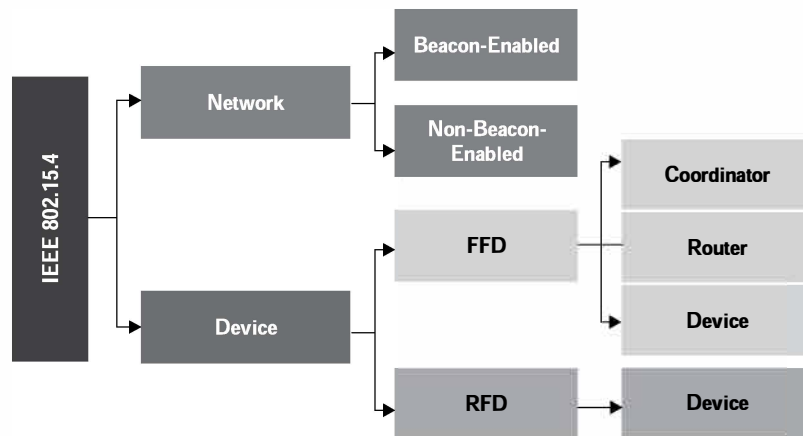 IEEE 802.15.4
Network
Beacon-Enabled
Non-Beacon-
Enabled
Device
FFD
Coordinator
Router
Device
RFD
Device